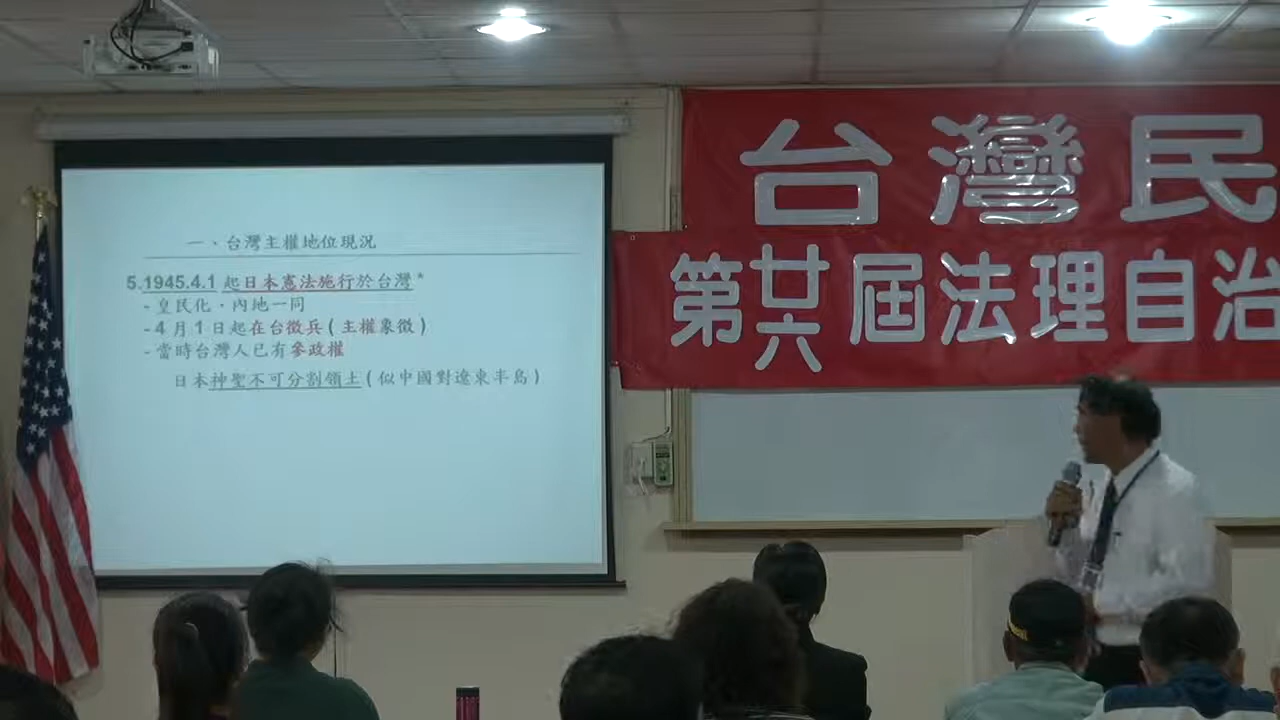 一、台灣主權地位現況
5.1945.4.1 起日本憲法施行於台灣*
- 皇民化．內地一同
- 4 月 1 日起在台徵兵 ( 主權象徵 )
- 當時台灣人已有參政權
日本神聖不可分割領土 ( 似中國對遼東半島 )
台灣民
第廿六屆法理自治